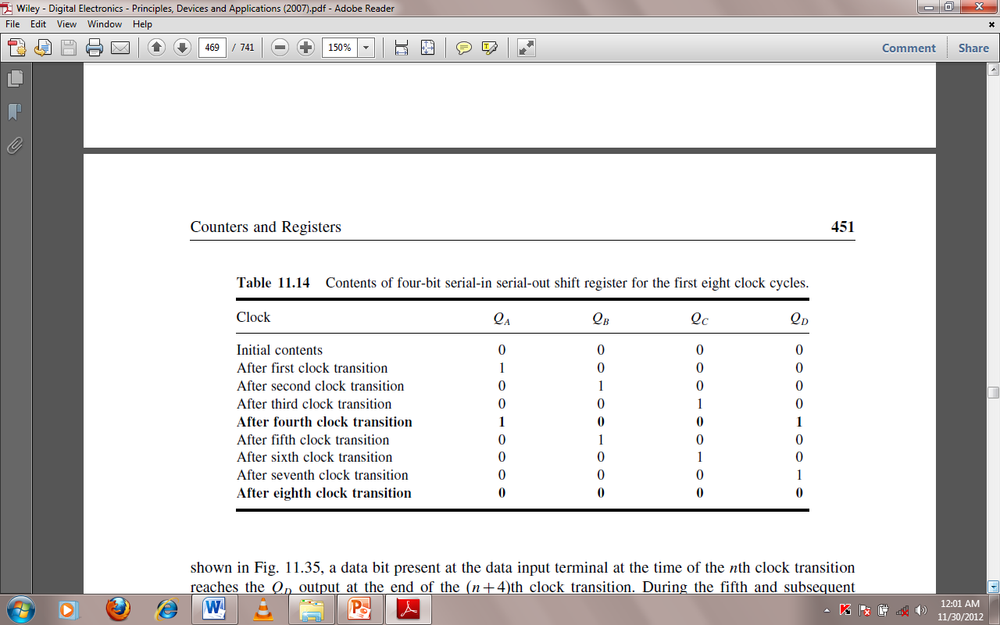 Wiley - Digital Electronics - Principles, Devices and Applications (2007).pdf - Adobe Reader
File Edit View Window Help
469 / 741 150% Comment Share
Counters and Registers 451
Table 11.14 Contents of four-bit serial-in serial-out shift register for the first eight clock cycles.
Clock QA QB QC QD
Initial contents 0 0 0 0
After first clock transition 1 0 0 0
After second clock transition 0 1 0 0
After third clock transition 0 0 1 0
After fourth clock transition 1 0 0 1
After fifth clock transition 0 1 0 0
After sixth clock transition 0 0 1 0
After seventh clock transition 0 0 0 1
After eighth clock transition 0 0 0 0
shown in Fig. 11.35, a data bit present at the data input terminal at the time of the nth clock transition
reaches the QD output at the end of the (n+4)th clock transition. During the fifth and subsequent
12:01 AM
11/30/2012